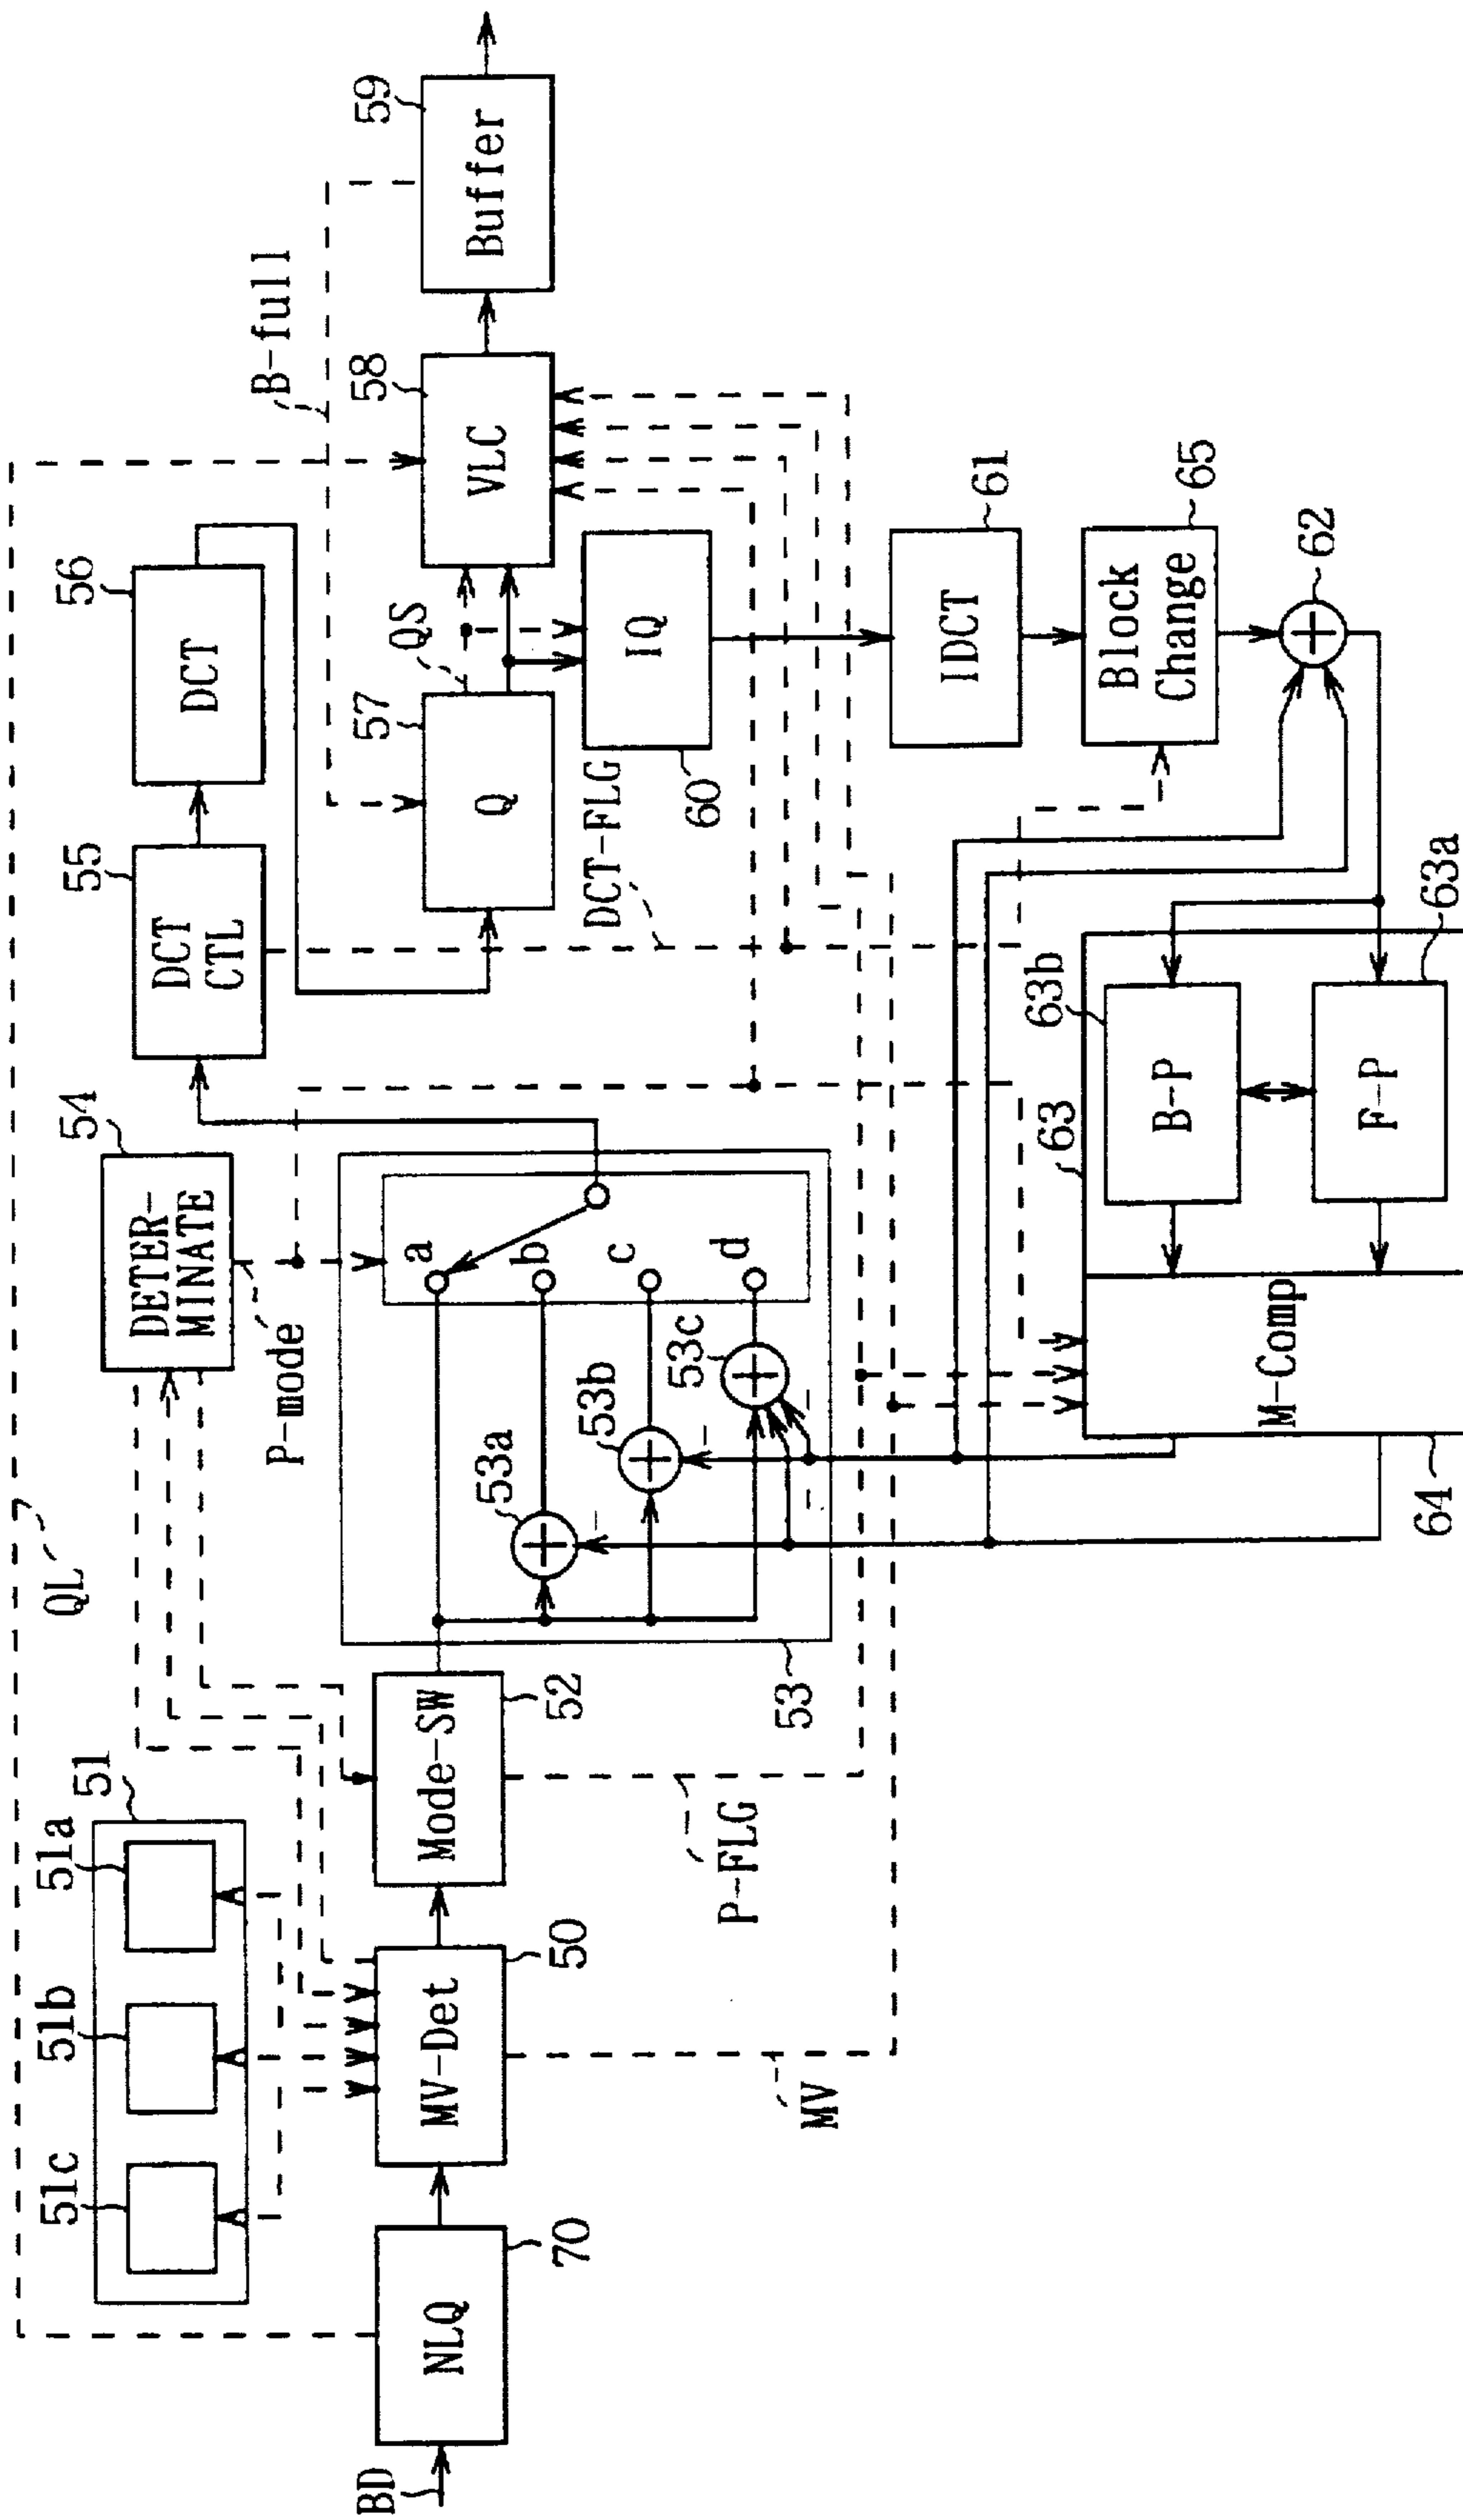 QL
51
51a
51b
51c
54
DETER-
MINATE
P-mode
55
DCT
CTL
56
DCT
B-full
BD
NLQ
70
MV-Det
50
Mode-SW
52
53
53a
53b
53c
a
b
c
d
-
-
-
-
57
Q
QS
58
VLC
59
Buffer
DCT-FLG
60
IQ
61
IDCT
65
Block
Change
62
P-FLG
MV
63
63b
B-P
63a
F-P
M-Comp
64